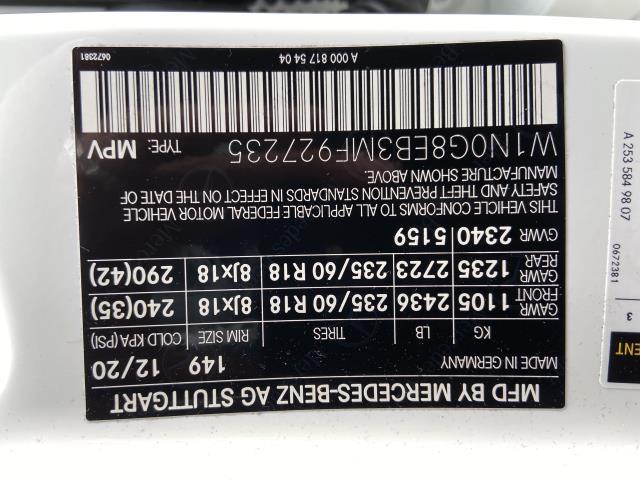 MFD BY MERCEDES-BENZ AG STUTTGART
MADE IN GERMANY 149 12/20
KG LB TIRES RIM SIZE COLD KPA(PSI)
GAWR FRONT 1105 2436 235/60 R18 8Jx18 240(35)
GAWR REAR 1235 2723 235/60 R18 8Jx18 290(42)
GVWR 2340 5159
THIS VEHICLE CONFORMS TO ALL APPLICABLE FEDERAL MOTOR VEHICLE
SAFETY AND THEFT PREVENTION STANDARDS IN EFFECT ON THE DATE OF
MANUFACTURE SHOWN ABOVE.
W1N0G8EB3MF927235 TYPE: MPV
A 000 817 54 04
0672381
A 253 584 98 07
0672381
3